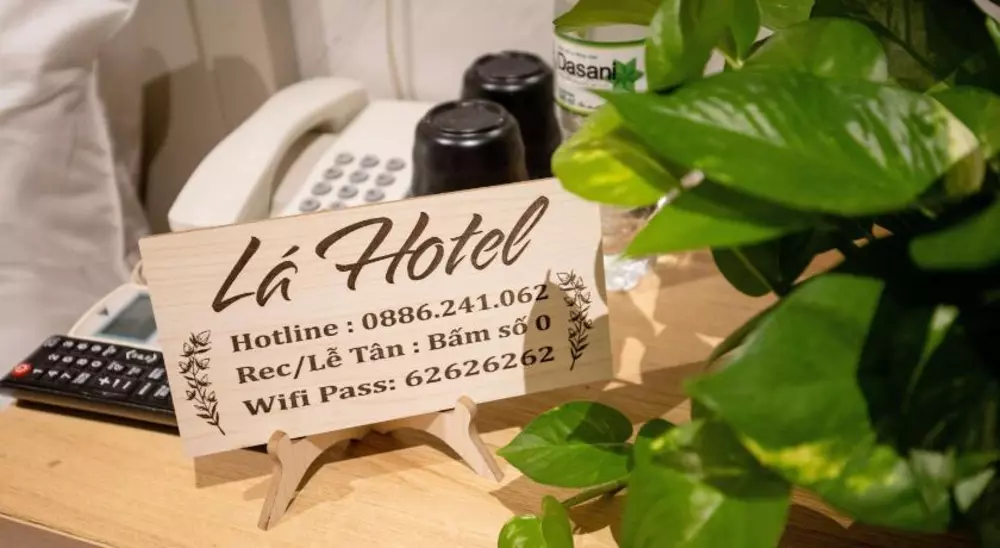 Dasani
Lá Hotel
Hotline : 0886.241.062
Rec/Lễ Tân : Bấm số 0
Wifi Pass: 62626262